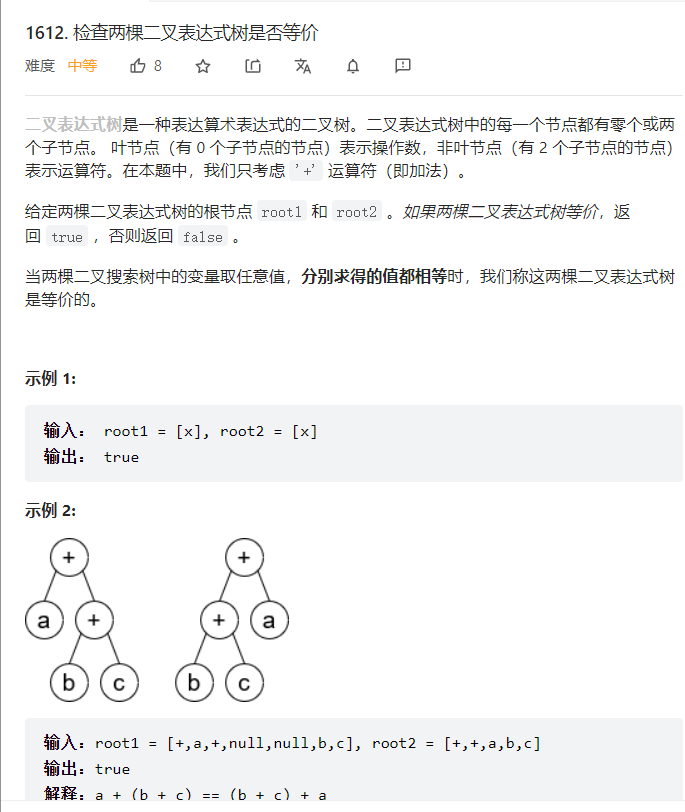 1612. 检查两棵二叉表达式树是否等价
难度 中等 8
二叉表达式树是一种表达算术表达式的二叉树。二叉表达式树中的每一个节点都有零个或两
个子节点。 叶节点（有 0 个子节点的节点）表示操作数，非叶节点（有 2 个子节点的节点）
表示运算符。在本题中，我们只考虑 '+' 运算符（即加法）。
给定两棵二叉表达式树的根节点 root1 和 root2 。如果两棵二叉表达式树等价，返
回 true ，否则返回 false 。
当两棵二叉搜索树中的变量取任意值，分别求得的值都相等时，我们称这两棵二叉表达式树
是等价的。
示例 1:
输入： root1 = [x], root2 = [x]
输出： true
示例 2:
+ +
a + + a
b c b c
输入：root1 = [+,a,+,null,null,b,c], root2 = [+,+,a,b,c]
输出：true
解释：a + (b + c) == (b + c) + a